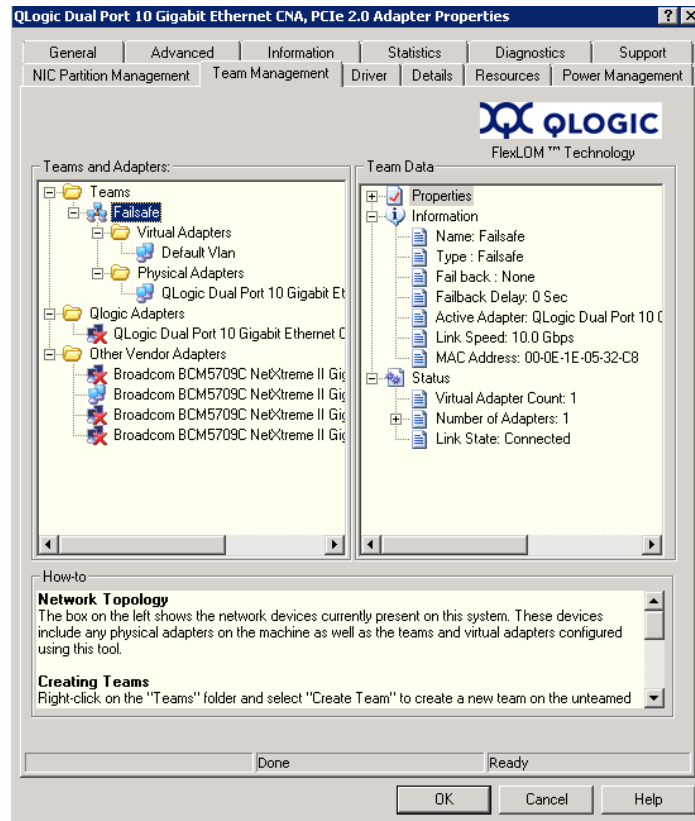 QLogic Dual Port 10 Gigabit Ethernet CNA, PCIe 2.0 Adapter Properties
General Advanced Information Statistics Diagnostics Support
NIC Partition Management Team Management Driver Details Resources Power Management
QLOGIC
FlexLOM ™ Technology
Teams and Adapters:
Teams
Failsafe
Virtual Adapters
Default Vlan
Physical Adapters
QLogic Dual Port 10 Gigabit Et
Qlogic Adapters
QLogic Dual Port 10 Gigabit Ethernet C
Other Vendor Adapters
Broadcom BCM5709C NetXtreme II Gig
Broadcom BCM5709C NetXtreme II Gig
Broadcom BCM5709C NetXtreme II Gig
Broadcom BCM5709C NetXtreme II Gig
Team Data
Properties
Information
Name: Failsafe
Type : Failsafe
Fail back : None
Failback Delay: 0 Sec
Active Adapter: QLogic Dual Port 10 G
Link Speed: 10.0 Gbps
MAC Address: 00-0E-1E-05-32-C8
Status
Virtual Adapter Count: 1
Number of Adapters: 1
Link State: Connected
How-to
Network Topology
The box on the left shows the network devices currently present on this system. These devices
include any physical adapters on the machine as well as the teams and virtual adapters configured
using this tool.
Creating Teams
Right-click on the "Teams" folder and select "Create Team" to create a new team on the unteamed
Done Ready
OK Cancel Help